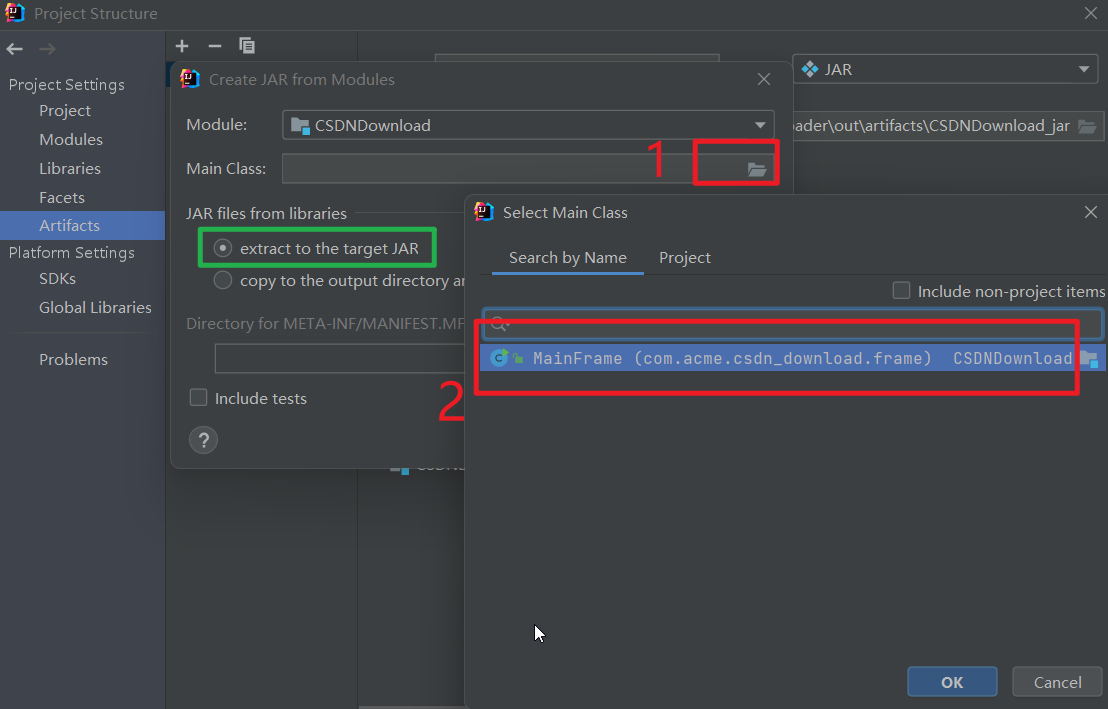 Project Structure
Project Settings
Project
Modules
Libraries
Facets
Artifacts
Platform Settings
SDKs
Global Libraries
Problems
JAR
ader\out\artifacts\CSDNDownload_jar
Create JAR from Modules
Module: CSDNDownload
Main Class:
1
JAR files from libraries
extract to the target JAR
copy to the output directory
Directory for META-INF/MANIFEST.MF
Include tests
?
2
Select Main Class
Search by Name Project
Include non-project items
MainFrame (com.acme.csdn_download.frame) CSDNDownload
OK Cancel